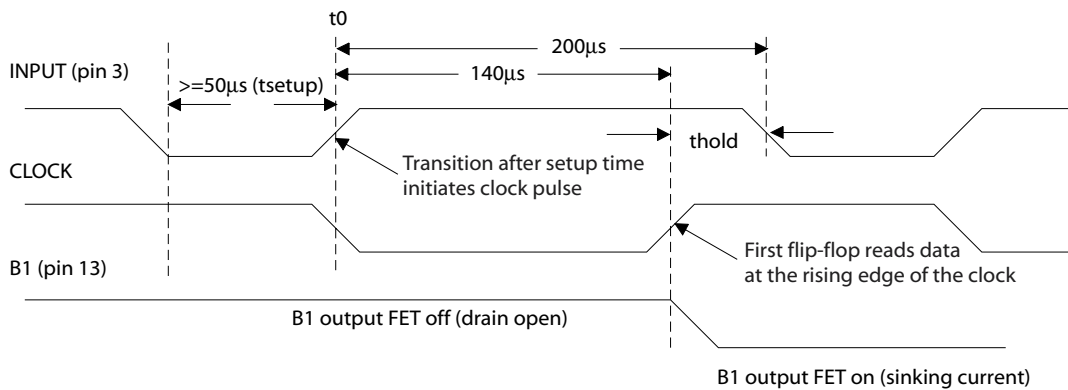 t0
200µs
INPUT (pin 3)
140µs
>=50µs (tsetup)
thold
Transition after setup time
initiates clock pulse
CLOCK
First flip-flop reads data
at the rising edge of the clock
B1 (pin 13)
B1 output FET off (drain open)
B1 output FET on (sinking current)